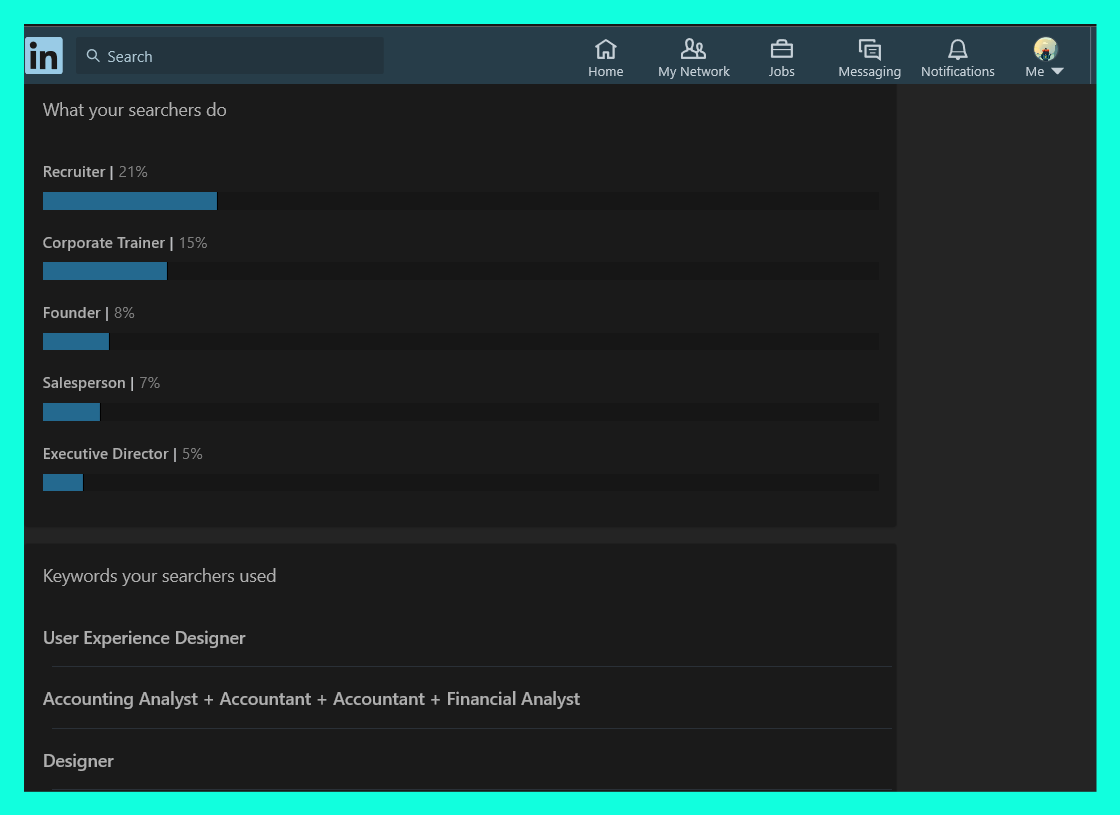 in
Search
Home
My Network
Jobs
Messaging
Notifications
Me
What your searchers do
Recruiter | 21%
Corporate Trainer | 15%
Founder | 8%
Salesperson | 7%
Executive Director | 5%
Keywords your searchers used
User Experience Designer
Accounting Analyst + Accountant + Accountant + Financial Analyst
Designer